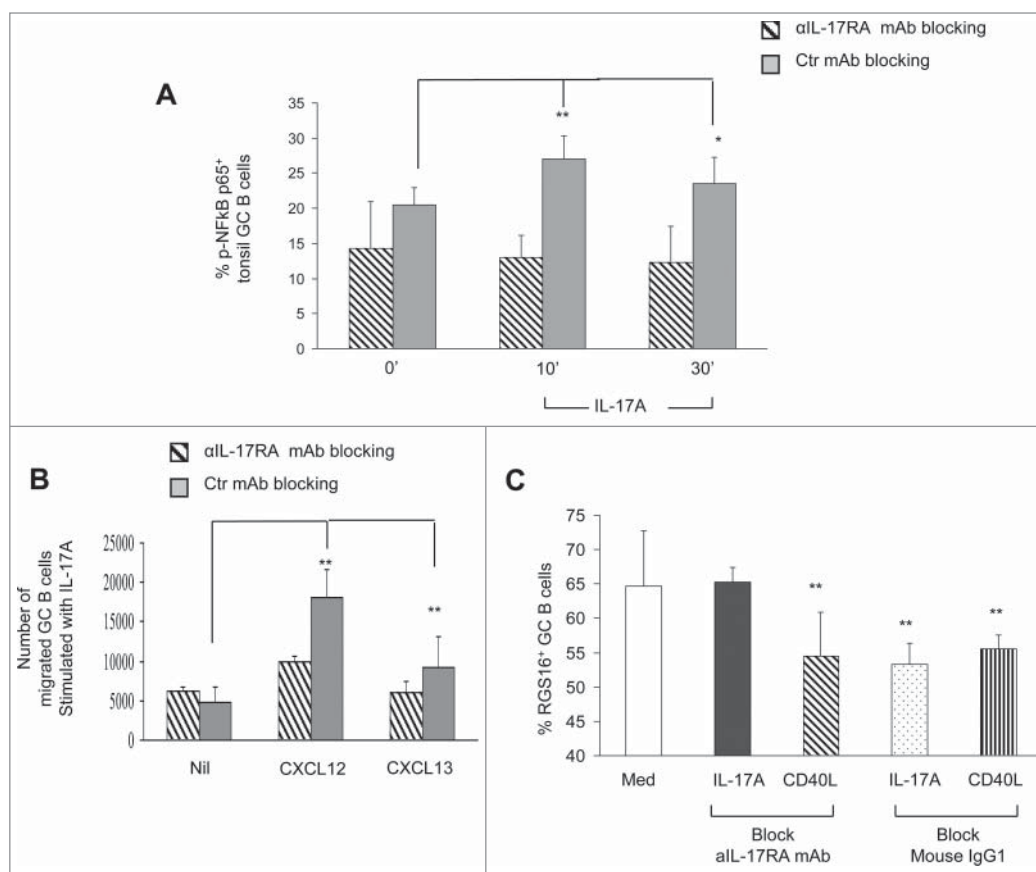 αIL-17RA mAb blocking
Ctr mAb blocking
A
% p-NFkB p65+
tonsil GC B cells
35
30
25
20
15
10
5
0
**
*
0' 10' 30'
IL-17A
B
αIL-17RA mAb blocking
Ctr mAb blocking
Number of
migrated GC B cells
Stimulated with IL-17A
25000
20000
15000
10000
5000
0
**
**
Nil CXCL12 CXCL13
C
% RGS16+ GC B cells
75
70
65
60
55
50
45
40
**
**
**
Med IL-17A CD40L IL-17A CD40L
Block Block
aIL-17RA mAb Mouse IgG1